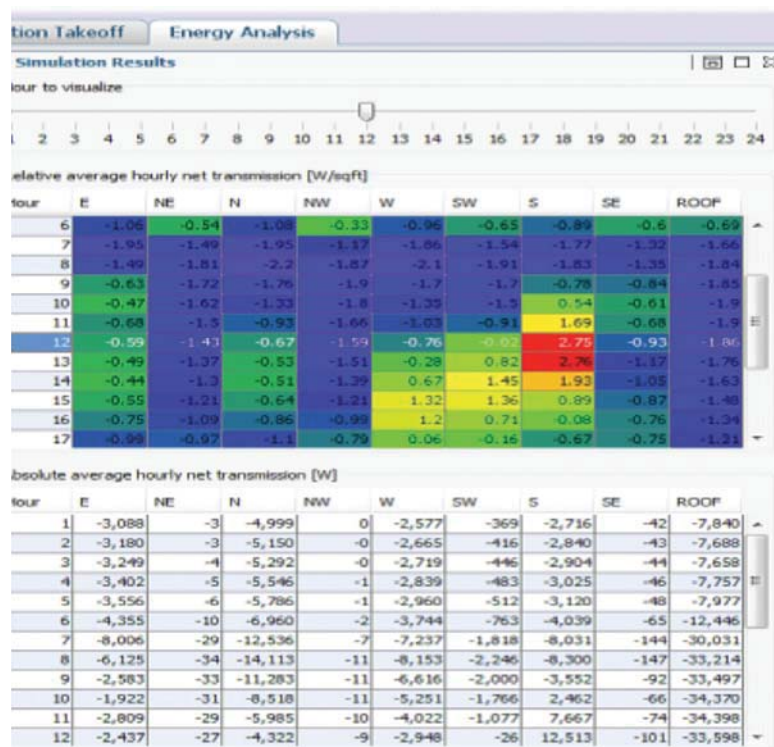 tion Takeoff Energy Analysis
Simulation Results
our to visualize
1 2 3 4 5 6 7 8 9 10 11 12 13 14 15 16 17 18 19 20 21 22 23 24
elative average hourly net transmission [W/sqft]
our E NE N NW W SW S SE ROOF
6 -1.06 -0.54 -1.08 -0.33 -0.96 -0.65 -0.89 -0.6 -0.69
7 -1.95 -1.49 -1.95 -1.17 -1.86 -1.54 -1.77 -1.32 -1.66
8 -1.49 -1.81 -2.2 -1.87 -2.1 -1.91 -1.83 -1.35 -1.84
9 -0.63 -1.72 -1.76 -1.9 -1.7 -1.7 -0.78 -0.84 -1.85
10 -0.47 -1.62 -1.33 -1.8 -1.35 -1.5 0.54 -0.61 -1.9
11 -0.68 -1.5 -0.93 -1.66 -1.03 -0.91 1.69 -0.68 -1.9
12 -0.59 -1.43 -0.67 -1.59 -0.76 -0.02 2.75 -0.93 -1.86
13 -0.49 -1.37 -0.53 -1.51 -0.28 0.82 2.76 -1.17 -1.76
14 -0.44 -1.3 -0.51 -1.39 0.67 1.45 1.93 -1.05 -1.63
15 -0.55 -1.21 -0.64 -1.21 1.32 1.36 0.89 -0.87 -1.48
16 -0.75 -1.09 -0.86 -0.99 1.2 0.71 -0.08 -0.76 -1.34
17 -0.99 -0.97 -1.1 -0.79 0.06 -0.16 -0.67 -0.75 -1.21
bsolute average hourly net transmission [W]
our E NE N NW W SW S SE ROOF
1 -3,088 -3 -4,999 0 -2,577 -369 -2,716 -42 -7,840
2 -3,180 -3 -5,150 -0 -2,665 -416 -2,840 -43 -7,688
3 -3,249 -4 -5,292 -0 -2,719 -446 -2,904 -44 -7,658
4 -3,402 -5 -5,546 -1 -2,839 -483 -3,025 -46 -7,757
5 -3,556 -6 -5,786 -1 -2,960 -512 -3,120 -48 -7,977
6 -4,355 -10 -6,960 -2 -3,744 -763 -4,039 -65 -12,446
7 -8,006 -29 -12,536 -7 -7,237 -1,818 -8,031 -144 -30,031
8 -6,125 -34 -14,113 -11 -8,153 -2,246 -8,300 -147 -33,214
9 -2,583 -33 -11,283 -11 -6,616 -2,000 -3,552 -92 -33,497
10 -1,922 -31 -8,518 -11 -5,251 -1,766 2,462 -66 -34,370
11 -2,809 -29 -5,985 -10 -4,022 -1,077 7,667 -74 -34,398
12 -2,437 -27 -4,322 -9 -2,948 -26 12,513 -101 -33,598